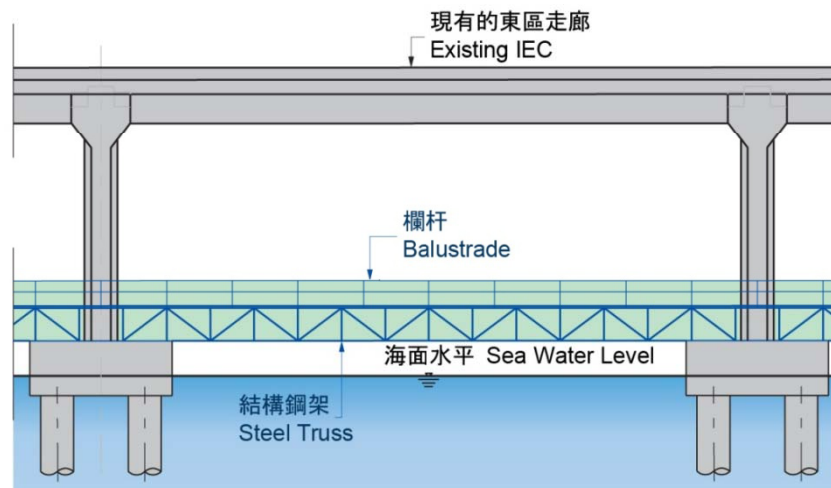 現有的東區走廊
Existing IEC
欄杆
Balustrade
海面水平 Sea Water Level
結構鋼架
Steel Truss